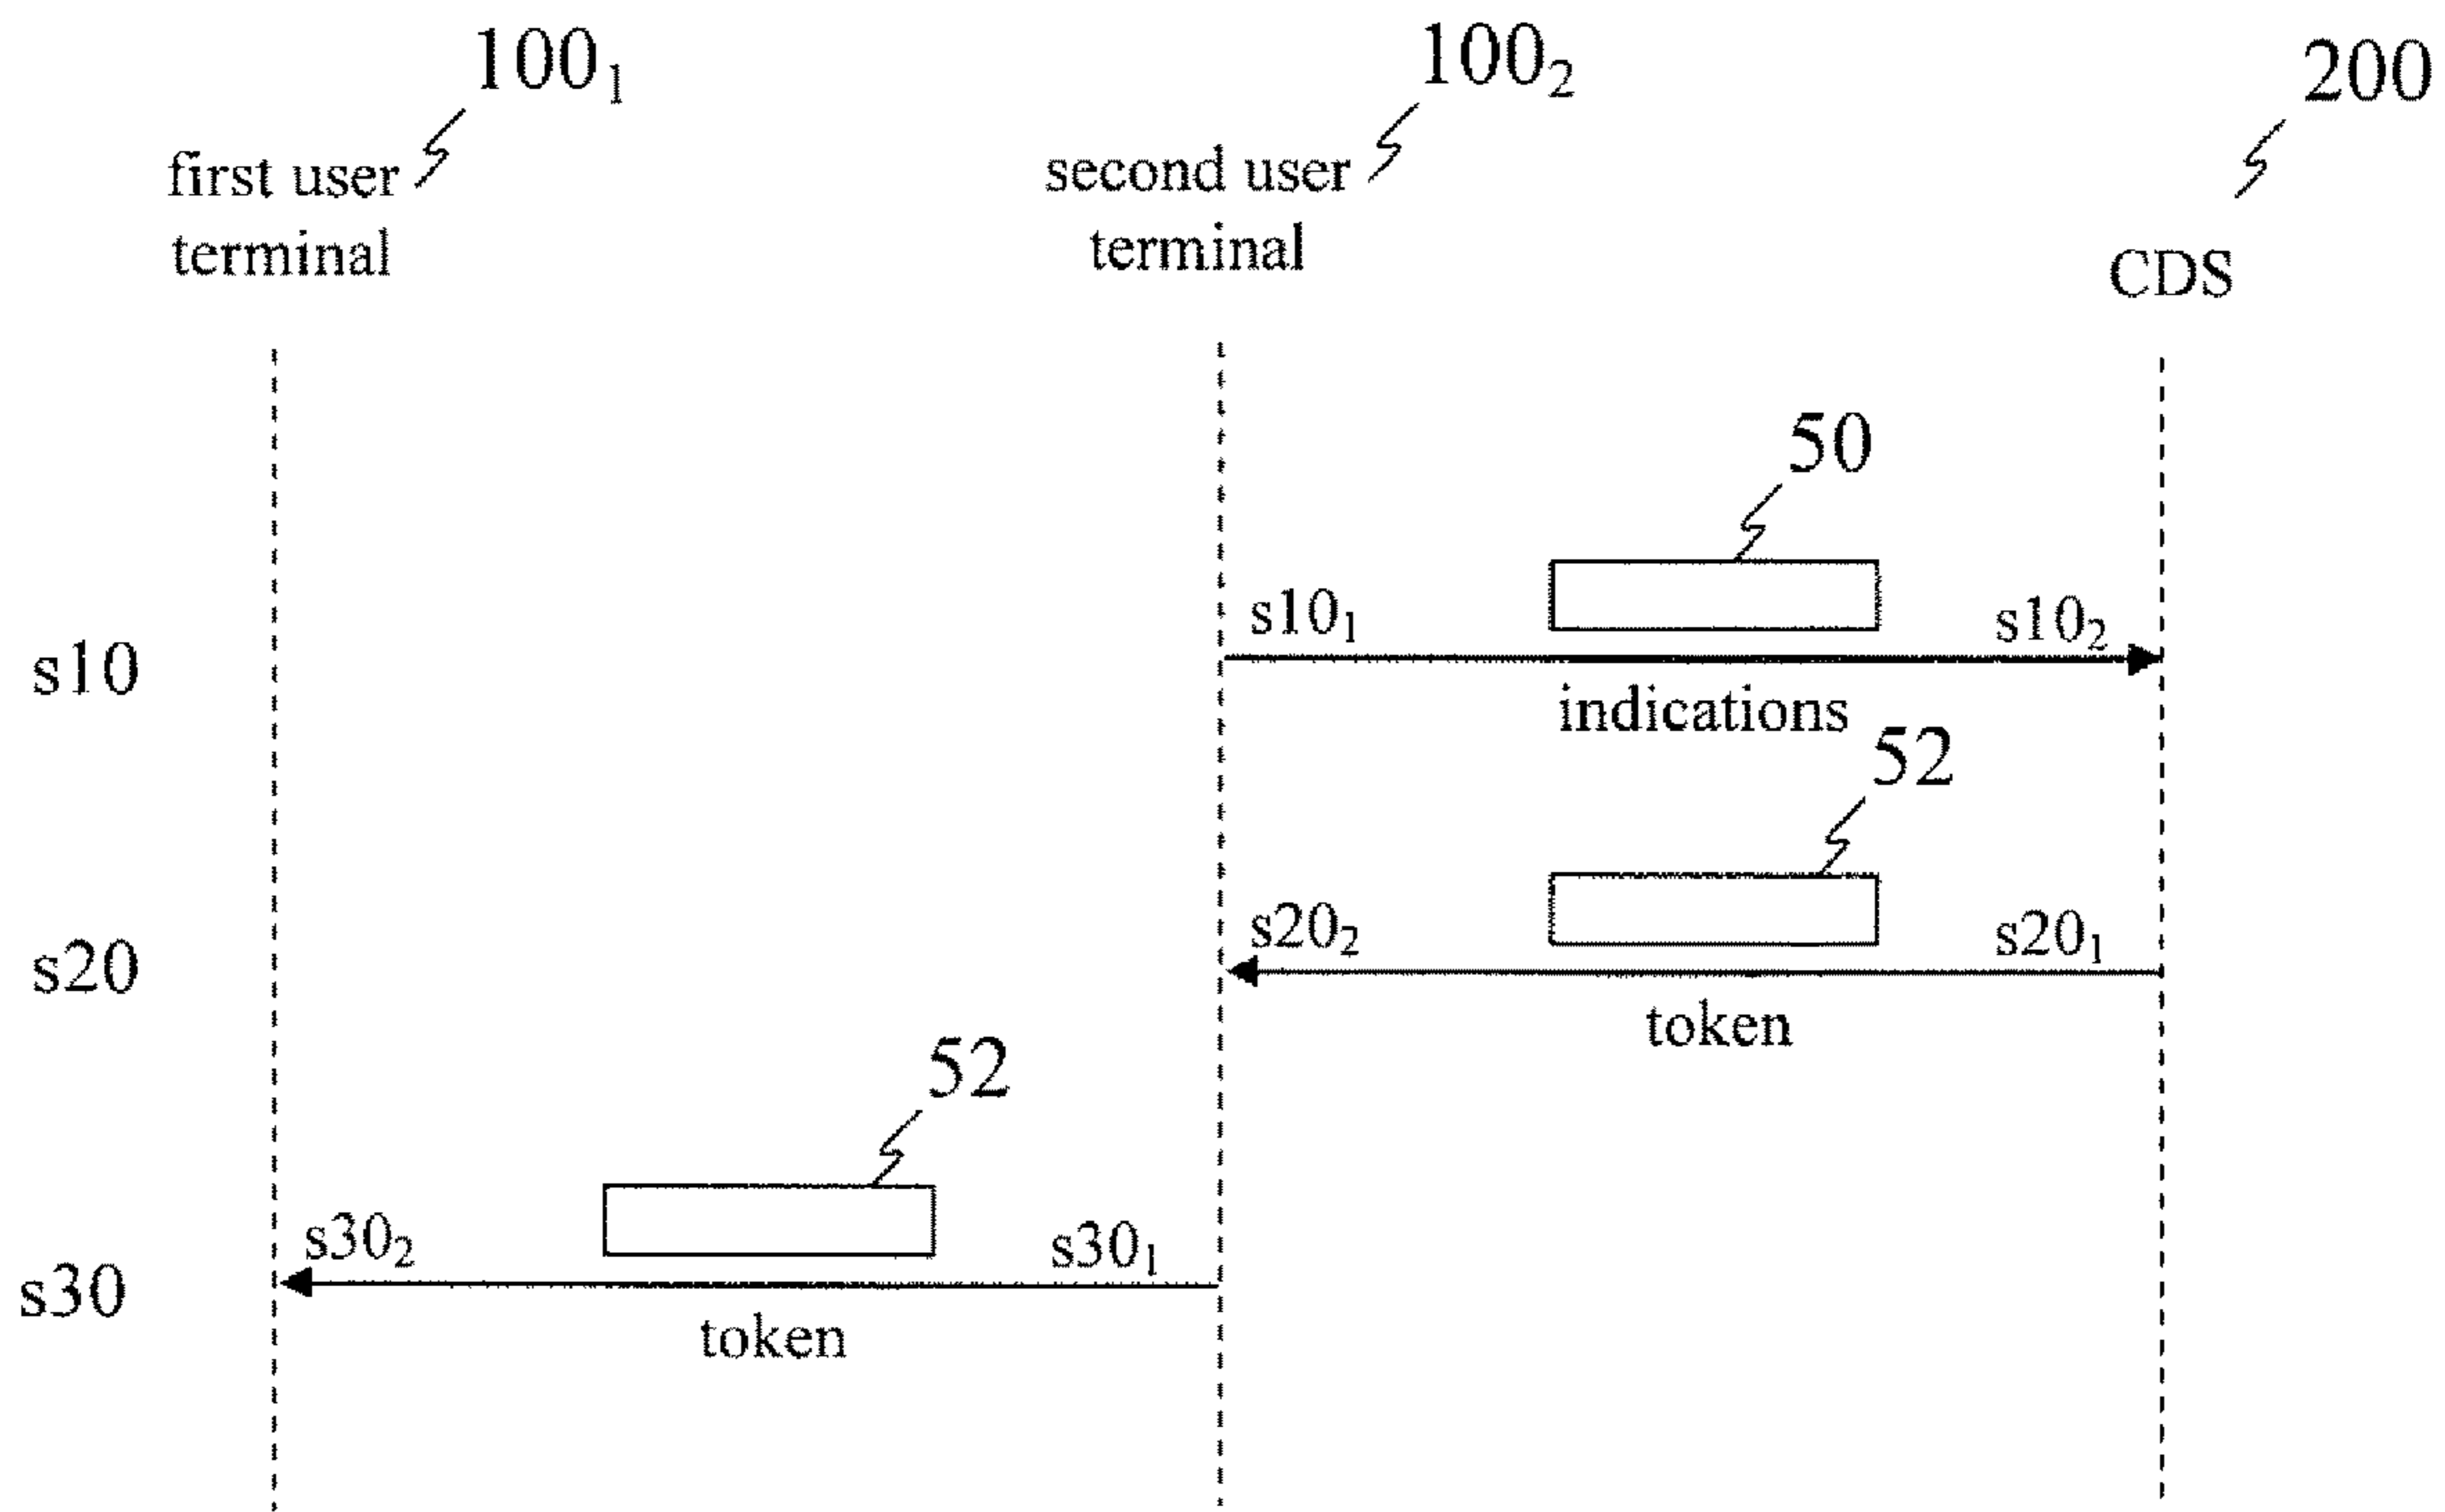 100₁
100₂
200
first user
terminal
second user
terminal
CDS
50
s10
s10₁
s10₂
indications
52
s20
s20₂
s20₁
token
52
s30
s30₂
s30₁
token